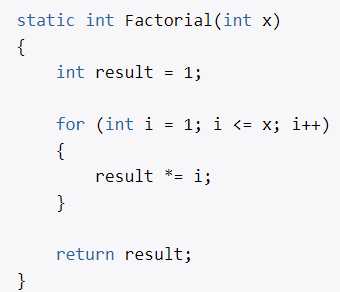 static int Factorial(int x)
{
    int result = 1;

    for (int i = 1; i <= x; i++)
    {
        result *= i;
    }

    return result;
}